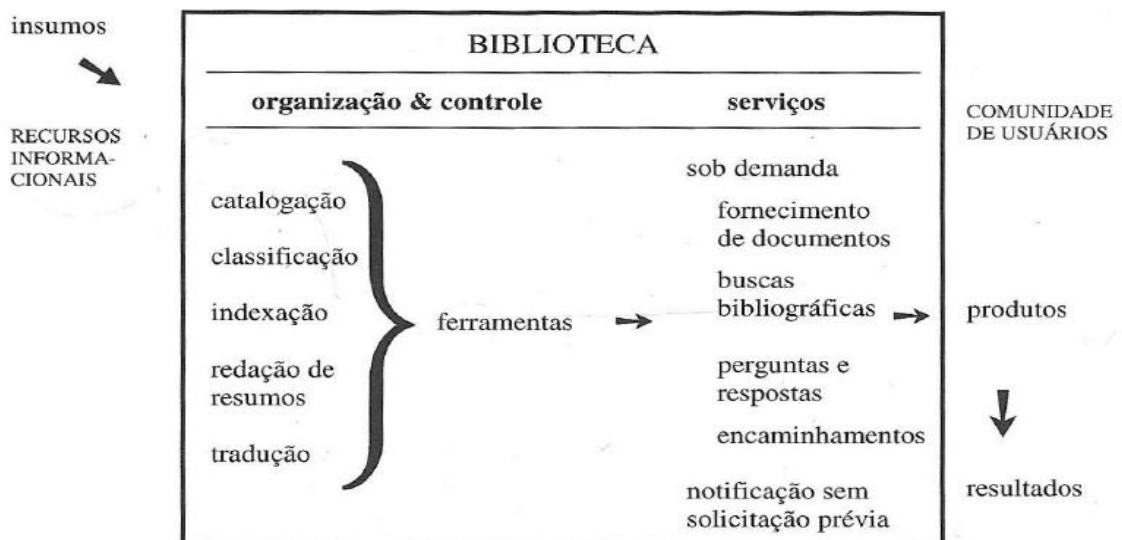 insumos
RECURSOS
INFORMA-
CIONAIS
BIBLIOTECA
organização & controle
catalogação
classificação
indexação
redação de
resumos
tradução
ferramentas
serviços
sob demanda
fornecimento
de documentos
buscas
bibliográficas
perguntas e
respostas
encaminhamentos
notificação sem
solicitação prévia
COMUNIDADE
DE USUÁRIOS
produtos
resultados